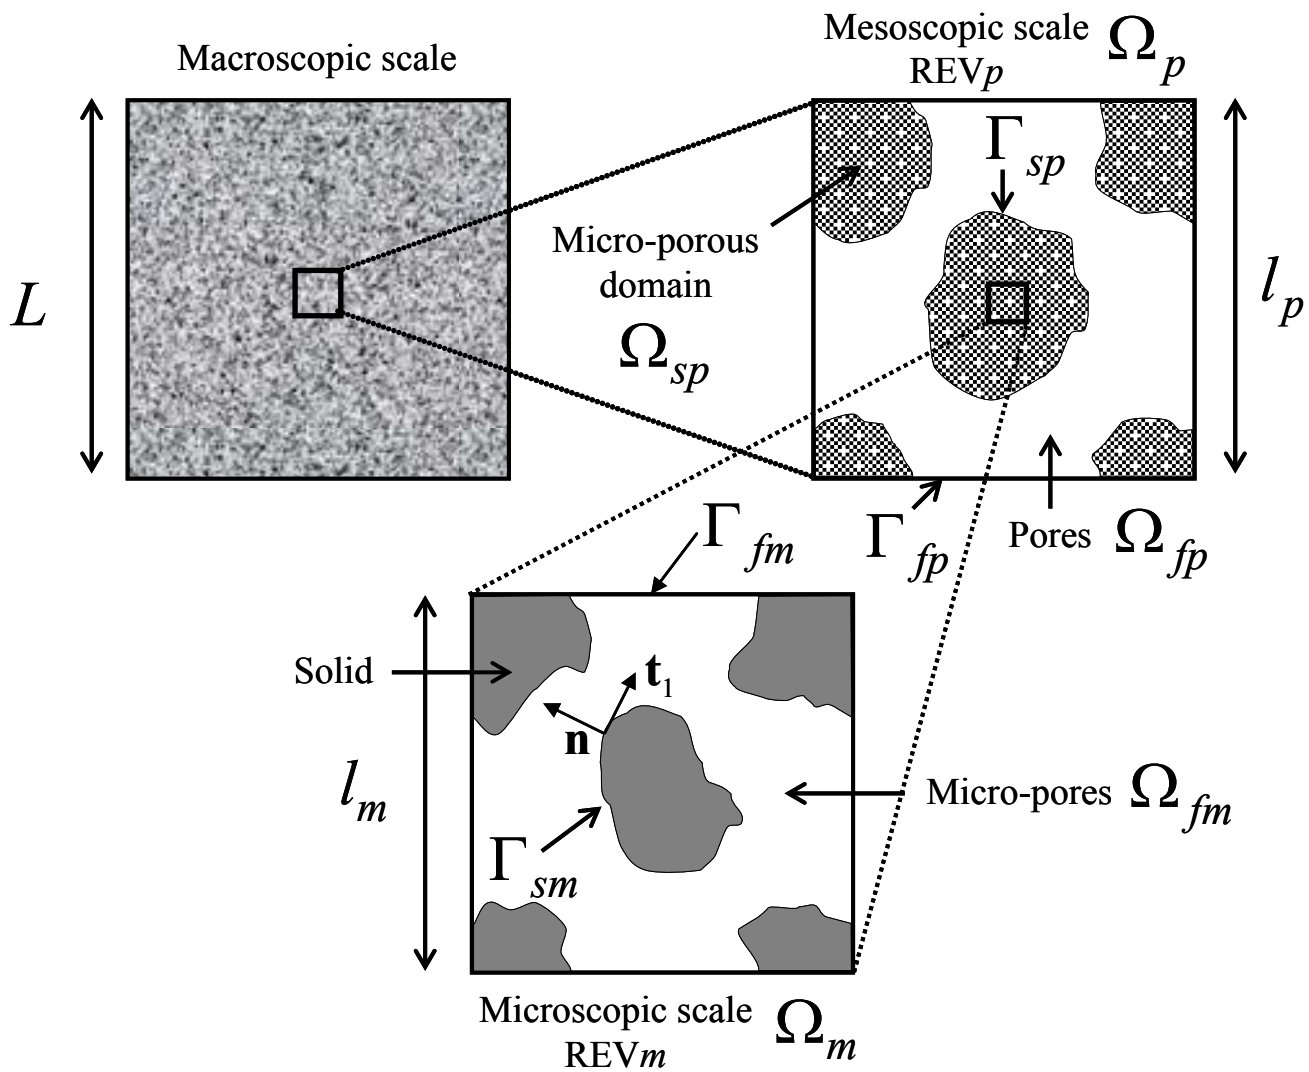 Macroscopic scale
L
Mesoscopic scale Ωp
REVp
Γsp
Micro-porous
domain
Ωsp
lp
Γfp
Pores Ωfp
Γfm
Solid
t1
n
lm
Micro-pores Ωfm
Γsm
Microscopic scale Ωm
REVm